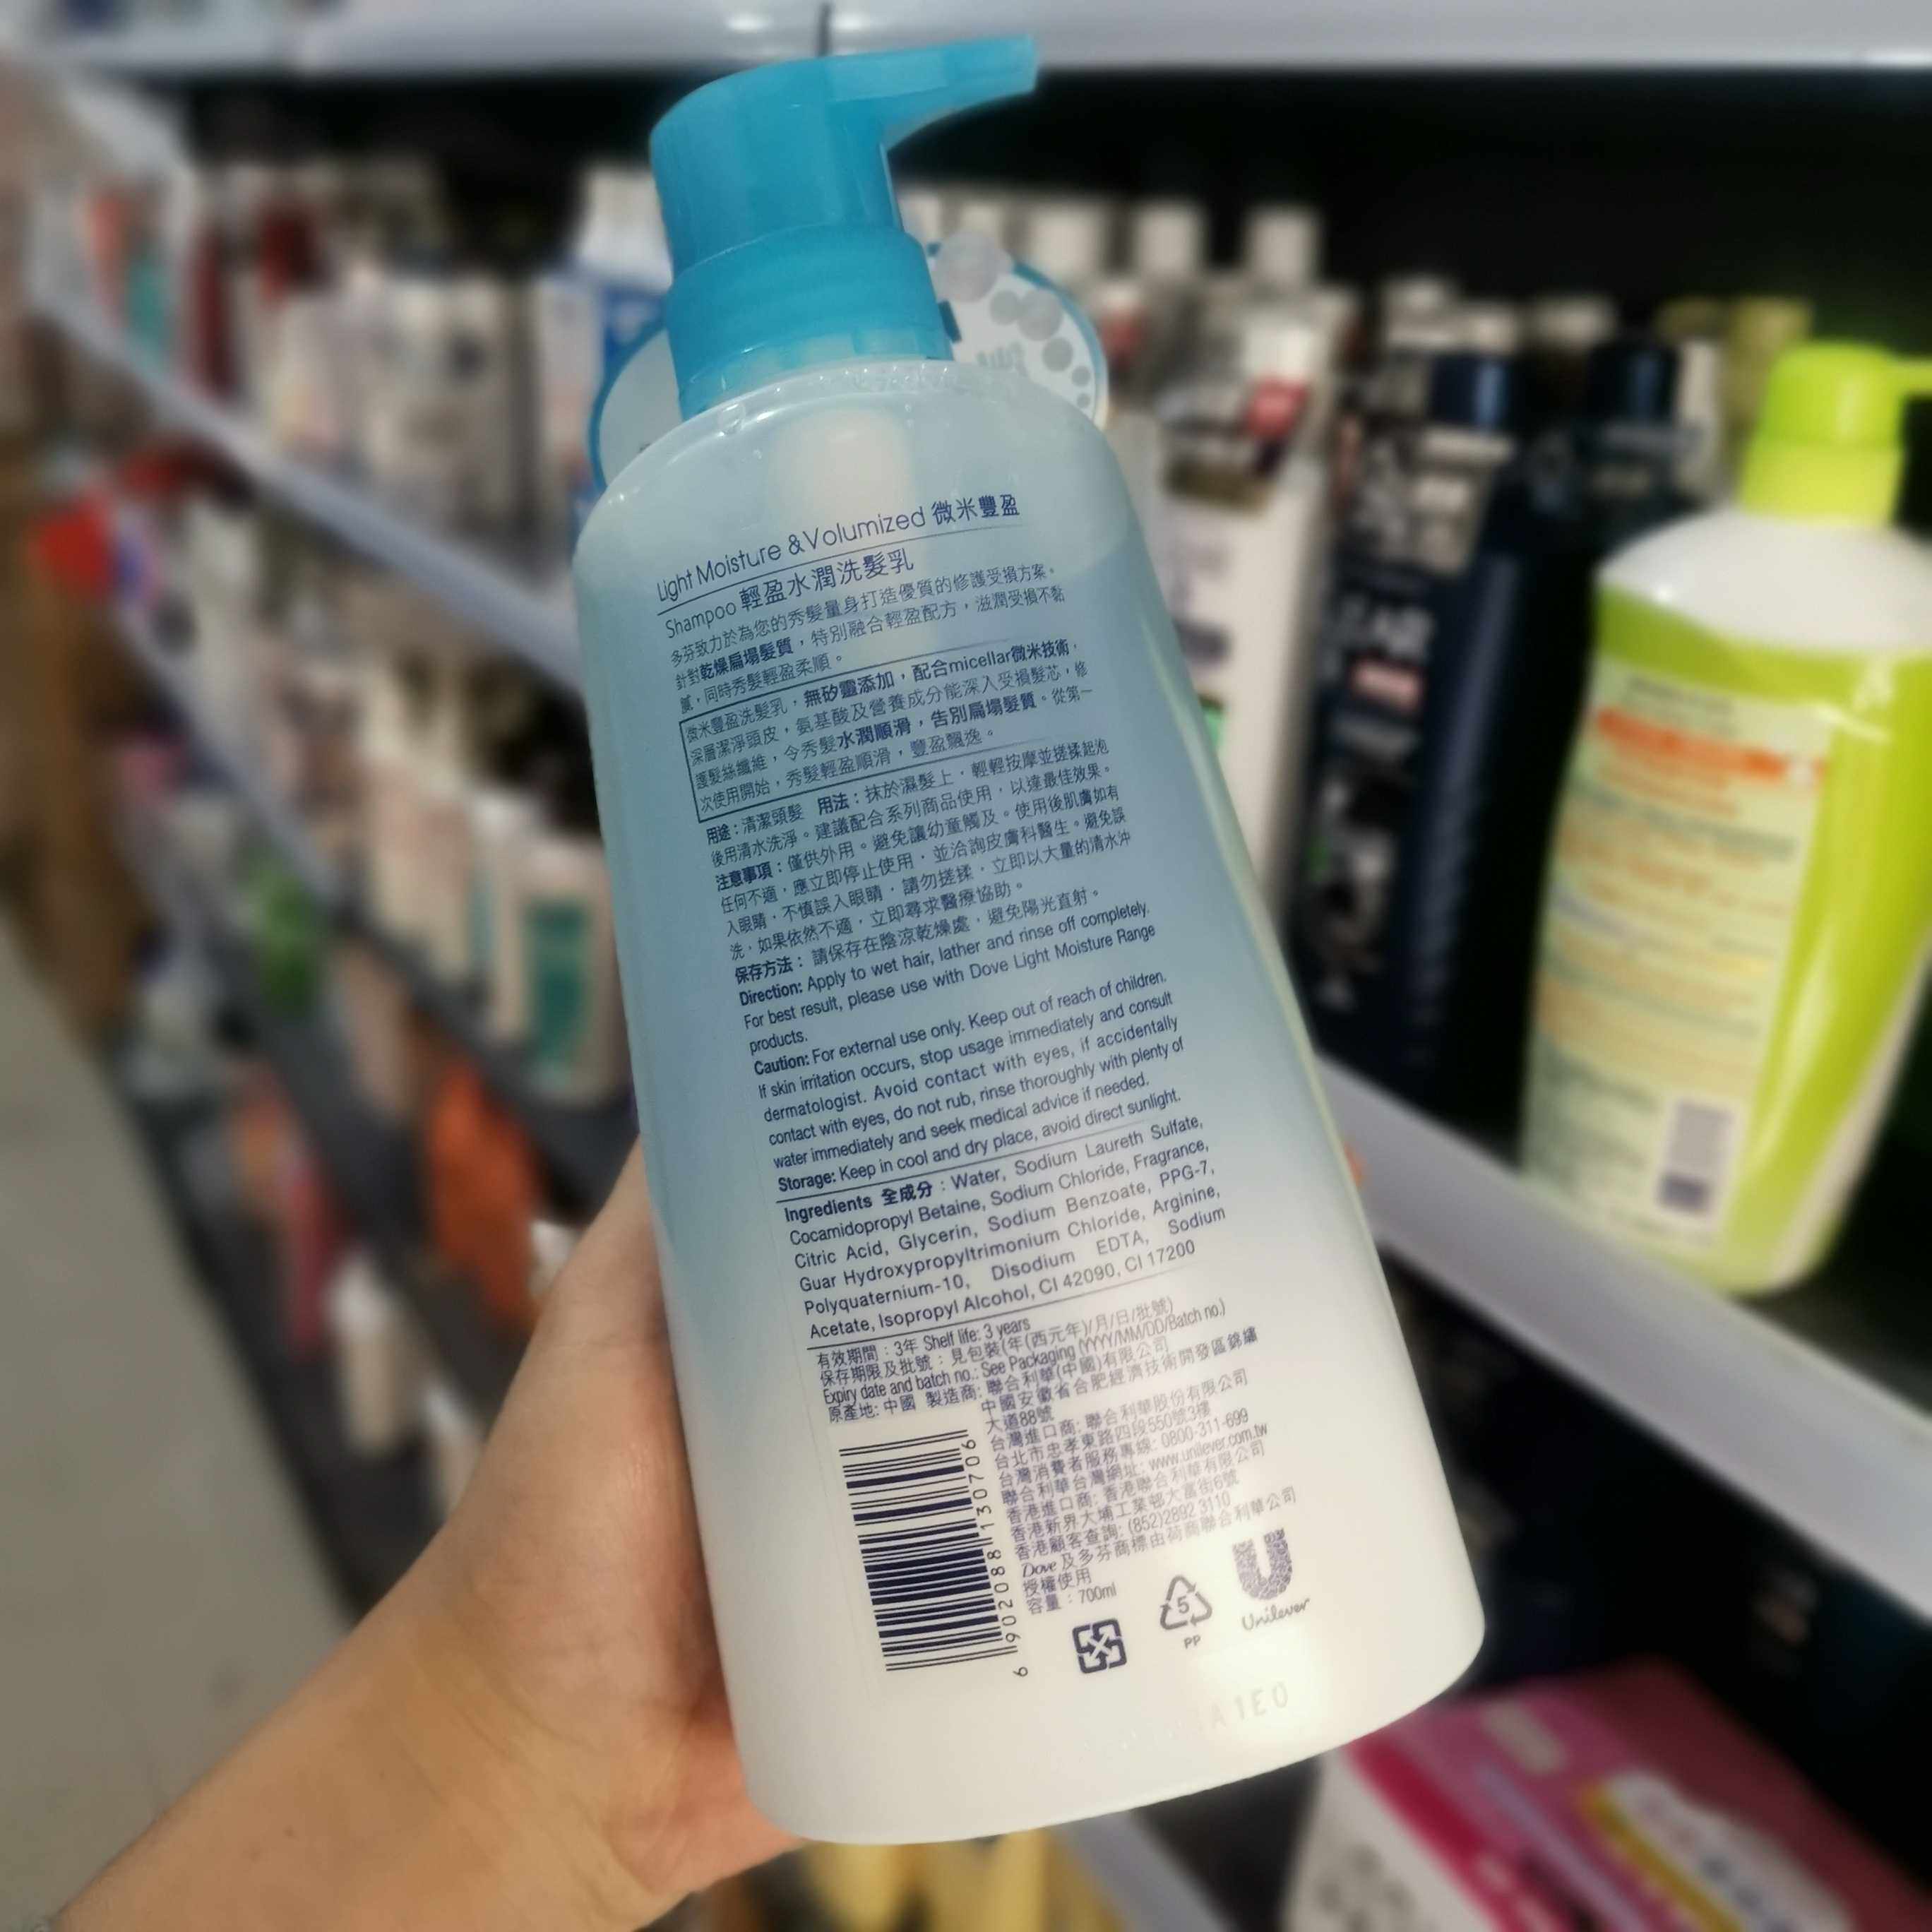 Light Moisture & Volumized 微米豐盈
Shampoo 輕盈水潤洗髮乳
多芬致力於為您的秀髮量身打造優質的修護受損方案。
針對乾燥扁塌髮質，特別融合輕盈配方，滋潤受損不黏
膩，同時秀髮輕盈柔順。
微米豐盈洗髮乳，無矽靈添加，配合micellar微米技術，
深層潔淨頭皮，氨基酸及營養成分能深入受損髮芯，修
護髮絲纖維，令秀髮水潤順滑，告別扁塌髮質。從第一
次使用開始，秀髮輕盈順滑，豐盈飄逸。
用途：清潔頭髮 用法：抹於濕髮上，輕輕按摩並搓揉起泡
後用清水洗淨。建議配合系列商品使用，以達最佳效果。
注意事項：僅供外用。避免讓幼童觸及。使用後肌膚如有
任何不適，應立即停止使用，並洽詢皮膚科醫生。避免誤
入眼睛，不慎誤入眼睛，請勿搓揉，立即以大量的清水沖
洗，如果依然不適，立即尋求醫療協助。
保存方法：請保存在陰涼乾燥處，避免陽光直射。
Direction: Apply to wet hair, lather and rinse off completely.
For best result, please use with Dove Light Moisture Range
products.
Caution: For external use only. Keep out of reach of children.
If skin irritation occurs, stop usage immediately and consult
dermatologist. Avoid contact with eyes, if accidentally
contact with eyes, do not rub, rinse thoroughly with plenty of
water immediately and seek medical advice if needed.
Storage: Keep in cool and dry place, avoid direct sunlight.
Ingredients 全成分：Water, Sodium Laureth Sulfate,
Cocamidopropyl Betaine, Sodium Chloride, Fragrance,
Citric Acid, Glycerin, Sodium Benzoate, PPG-7,
Guar Hydroxypropyltrimonium Chloride, Arginine,
Polyquaternium-10, Disodium EDTA, Sodium
Acetate, Isopropyl Alcohol, CI 42090, CI 17200
有效期間：3年 Shelf life: 3 years
保存期限及批號：見包裝(年(西元年)/月/日/批號)
Expiry date and batch no.: See Packaging (YYYY/MM/DD/Batch no.)
原產地: 中國 製造商: 聯合利華(中國)有限公司
中國安徽省合肥經濟技術開發區錦繡
大道88號
台灣進口商: 聯合利華股份有限公司
台北市忠孝東路四段550號3樓
台灣消費者服務專線: 0800-311-699
聯合利華台灣網址: www.unilever.com.tw
香港進口商: 香港聯合利華有限公司
香港新界大埔工業邨大富街6號
香港顧客查詢: (852)2892 3110
Dove 及多芬商標由荷商聯合利華公司
授權使用
容量：700ml
6 902088 130706
5
PP
Unilever
A1E0